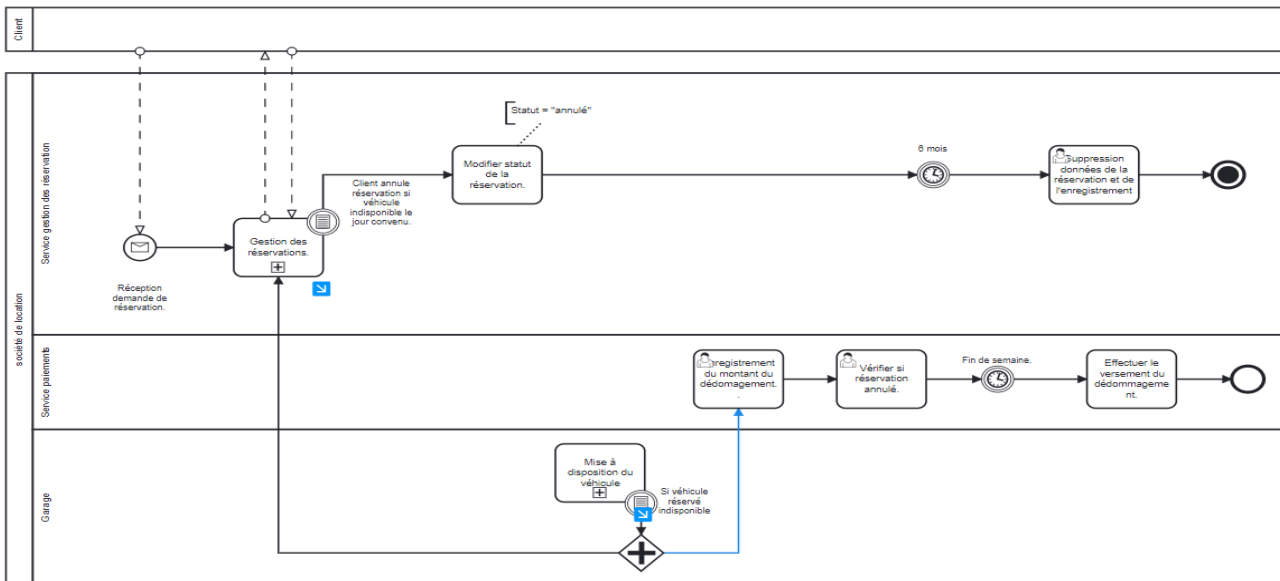 Client
société de location
Service gestion des réservation
Statut = "annulé"
Modifier statut
de la
réservation.
6 mois
Suppression
données de la
réservation et de
l'enregistrement
Client annule
réservation si
véhicule
indisponible le
jour convenu.
Gestion des
réservations.
Réception
demande de
réservation.
Service paiements
nregistrement
du montant du
dédomagement.
.
Vérifier si
réservation
annulé.
Fin de semaine.
Effectuer le
versement du
dédommageme
nt.
Garage
Mise à
disposition du
véhicule
Si véhicule
réservé
indisponible